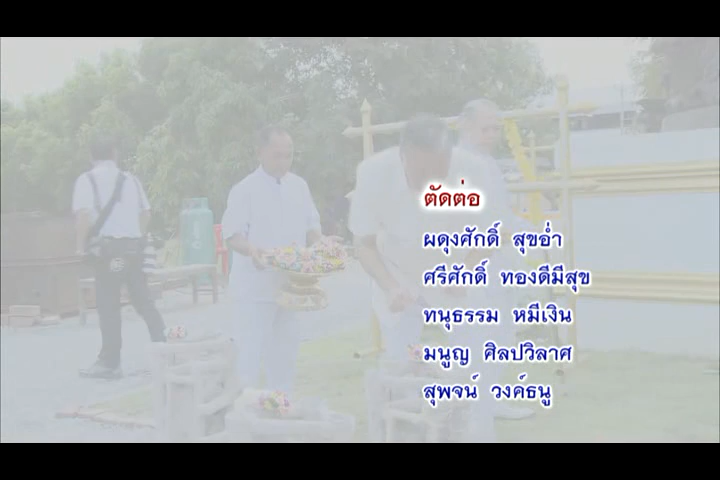 ตัดต่อ
ผดุงศักดิ์ สุขอ่ำ
ศรีศักดิ์ ทองดีมีสุข
ทนุธรรม หมีเงิน
มนูญ ศิลปวิลาศ
สุพจน์ วงค์ธนู